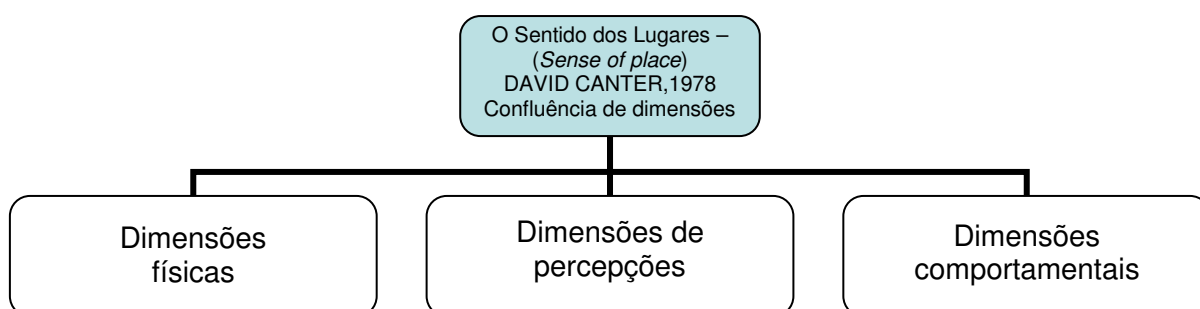 O Sentido dos Lugares –
(Sense of place)
DAVID CANTER,1978
Confluência de dimensões
Dimensões
físicas
Dimensões de
percepções
Dimensões
comportamentais